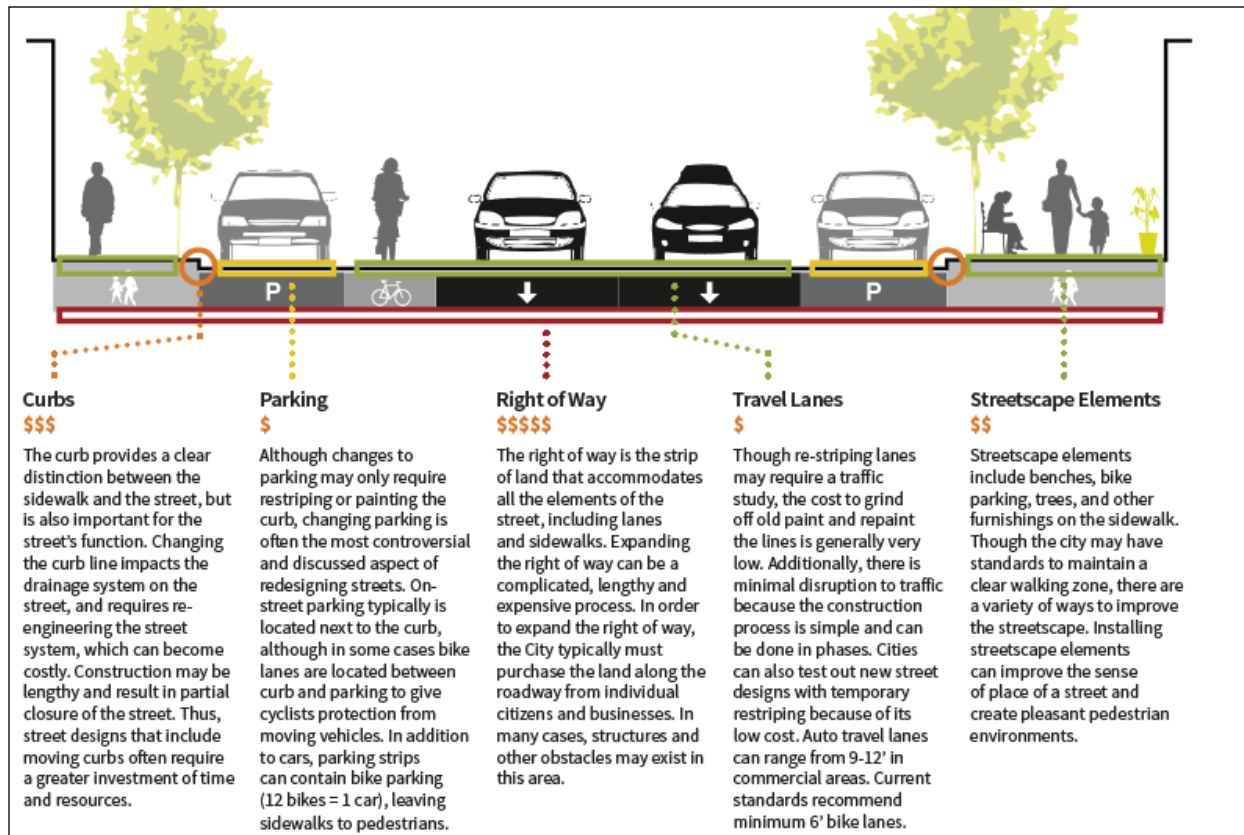 P
P
Curbs
$$$
The curb provides a clear
distinction between the
sidewalk and the street, but
is also important for the
street's function. Changing
the curb line impacts the
drainage system on the
street, and requires re-
engineering the street
system, which can become
costly. Construction may be
lengthy and result in partial
closure of the street. Thus,
street designs that include
moving curbs often require
a greater investment of time
and resources.
Parking
$
Although changes to
parking may only require
restriping or painting the
curb, changing parking is
often the most controversial
and discussed aspect of
redesigning streets. On-
street parking typically is
located next to the curb,
although in some cases bike
lanes are located between
curb and parking to give
cyclists protection from
moving vehicles. In addition
to cars, parking strips
can contain bike parking
(12 bikes = 1 car), leaving
sidewalks to pedestrians.
Right of Way
$$$$$
The right of way is the strip
of land that accommodates
all the elements of the
street, including lanes
and sidewalks. Expanding
the right of way can be a
complicated, lengthy and
expensive process. In order
to expand the right of way,
the City typically must
purchase the land along the
roadway from individual
citizens and businesses. In
many cases, structures and
other obstacles may exist in
this area.
Travel Lanes
$
Though re-striping lanes
may require a traffic
study, the cost to grind
off old paint and repaint
the lines is generally very
low. Additionally, there is
minimal disruption to traffic
because the construction
process is simple and can
be done in phases. Cities
can also test out new street
designs with temporary
restriping because of its
low cost. Auto travel lanes
can range from 9-12' in
commercial areas. Current
standards recommend
minimum 6' bike lanes.
Streetscape Elements
$$
Streetscape elements
include benches, bike
parking, trees, and other
furnishings on the sidewalk.
Though the city may have
standards to maintain a
clear walking zone, there are
a variety of ways to improve
the streetscape. Installing
streetscape elements
can improve the sense
of place of a street and
create pleasant pedestrian
environments.